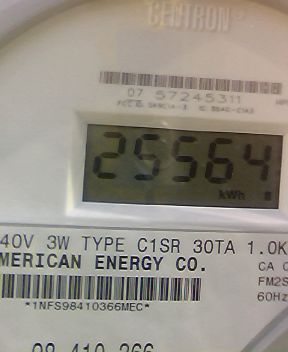 CENTRON
07 57245311
25564
kWh
40V 3W TYPE C1SR 30TA 1.0K
MERICAN ENERGY CO.
CA 
FM2S
60Hz
*1NFS98410366MEC*
98 410 366